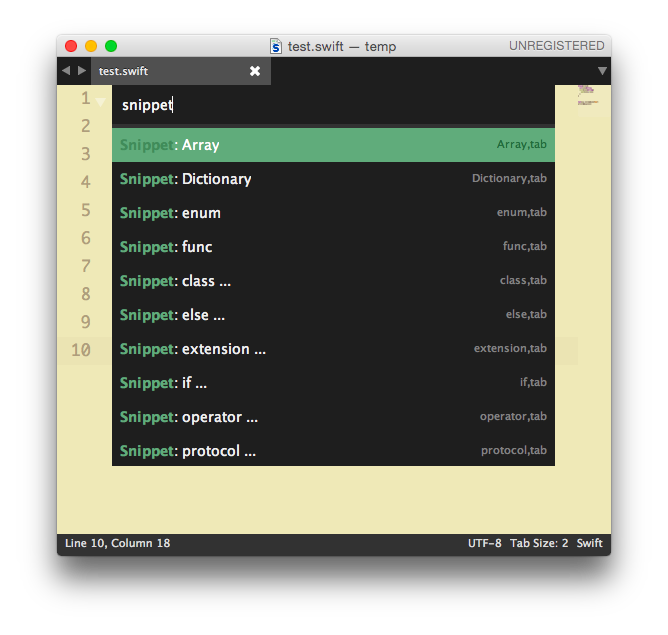 test.swift — temp
UNREGISTERED
test.swift
snippet
1
2
3
4
5
6
7
8
9
10
Snippet: Array Array,tab
Snippet: Dictionary Dictionary,tab
Snippet: enum enum,tab
Snippet: func func,tab
Snippet: class ... class,tab
Snippet: else ... else,tab
Snippet: extension ... extension,tab
Snippet: if ... if,tab
Snippet: operator ... operator,tab
Snippet: protocol ... protocol,tab
Line 10, Column 18 UTF-8 Tab Size: 2 Swift